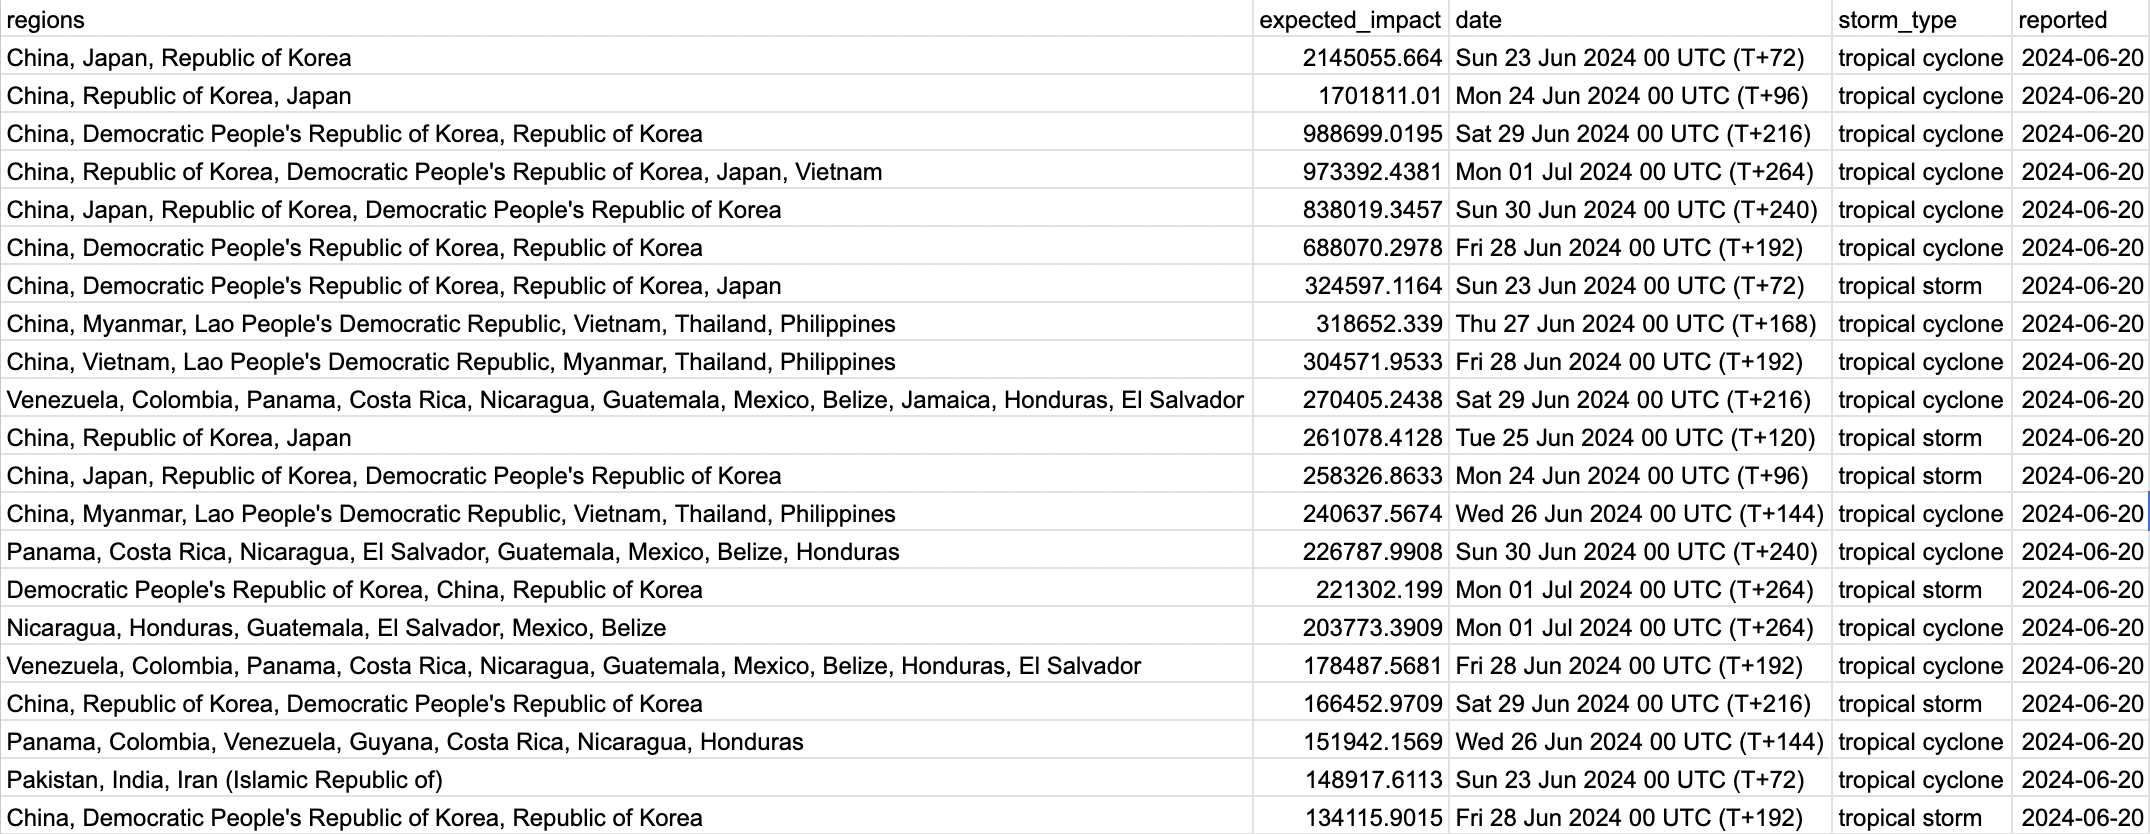 regions expected_impact date storm_type reported
China, Japan, Republic of Korea 2145055.664 Sun 23 Jun 2024 00 UTC (T+72) tropical cyclone 2024-06-20
China, Republic of Korea, Japan 1701811.01 Mon 24 Jun 2024 00 UTC (T+96) tropical cyclone 2024-06-20
China, Democratic People's Republic of Korea, Republic of Korea 988699.0195 Sat 29 Jun 2024 00 UTC (T+216) tropical cyclone 2024-06-20
China, Republic of Korea, Democratic People's Republic of Korea, Japan, Vietnam 973392.4381 Mon 01 Jul 2024 00 UTC (T+264) tropical cyclone 2024-06-20
China, Japan, Republic of Korea, Democratic People's Republic of Korea 838019.3457 Sun 30 Jun 2024 00 UTC (T+240) tropical cyclone 2024-06-20
China, Democratic People's Republic of Korea, Republic of Korea 688070.2978 Fri 28 Jun 2024 00 UTC (T+192) tropical cyclone 2024-06-20
China, Democratic People's Republic of Korea, Republic of Korea, Japan 324597.1164 Sun 23 Jun 2024 00 UTC (T+72) tropical storm 2024-06-20
China, Myanmar, Lao People's Democratic Republic, Vietnam, Thailand, Philippines 318652.339 Thu 27 Jun 2024 00 UTC (T+168) tropical cyclone 2024-06-20
China, Vietnam, Lao People's Democratic Republic, Myanmar, Thailand, Philippines 304571.9533 Fri 28 Jun 2024 00 UTC (T+192) tropical cyclone 2024-06-20
Venezuela, Colombia, Panama, Costa Rica, Nicaragua, Guatemala, Mexico, Belize, Jamaica, Honduras, El Salvador 270405.2438 Sat 29 Jun 2024 00 UTC (T+216) tropical cyclone 2024-06-20
China, Republic of Korea, Japan 261078.4128 Tue 25 Jun 2024 00 UTC (T+120) tropical storm 2024-06-20
China, Japan, Republic of Korea, Democratic People's Republic of Korea 258326.8633 Mon 24 Jun 2024 00 UTC (T+96) tropical storm 2024-06-20
China, Myanmar, Lao People's Democratic Republic, Vietnam, Thailand, Philippines 240637.5674 Wed 26 Jun 2024 00 UTC (T+144) tropical cyclone 2024-06-20
Panama, Costa Rica, Nicaragua, El Salvador, Guatemala, Mexico, Belize, Honduras 226787.9908 Sun 30 Jun 2024 00 UTC (T+240) tropical cyclone 2024-06-20
Democratic People's Republic of Korea, China, Republic of Korea 221302.199 Mon 01 Jul 2024 00 UTC (T+264) tropical storm 2024-06-20
Nicaragua, Honduras, Guatemala, El Salvador, Mexico, Belize 203773.3909 Mon 01 Jul 2024 00 UTC (T+264) tropical cyclone 2024-06-20
Venezuela, Colombia, Panama, Costa Rica, Nicaragua, Guatemala, Mexico, Belize, Honduras, El Salvador 178487.5681 Fri 28 Jun 2024 00 UTC (T+192) tropical cyclone 2024-06-20
China, Republic of Korea, Democratic People's Republic of Korea 166452.9709 Sat 29 Jun 2024 00 UTC (T+216) tropical storm 2024-06-20
Panama, Colombia, Venezuela, Guyana, Costa Rica, Nicaragua, Honduras 151942.1569 Wed 26 Jun 2024 00 UTC (T+144) tropical cyclone 2024-06-20
Pakistan, India, Iran (Islamic Republic of) 148917.6113 Sun 23 Jun 2024 00 UTC (T+72) tropical cyclone 2024-06-20
China, Democratic People's Republic of Korea, Republic of Korea 134115.9015 Fri 28 Jun 2024 00 UTC (T+192) tropical storm 2024-06-20